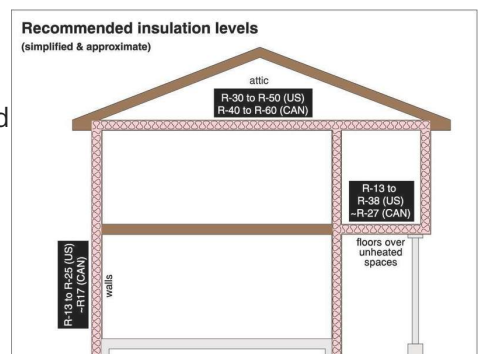 Recommended insulation levels
(simplified & approximate)
d
attic
R-30 to R-50 (US)
R-40 to R-60 (CAN)
R-13 to
R-38 (US)
~R-27 (CAN)
floors over
unheated
spaces
R-13 to R-25 (US)
~R17 (CAN)
walls